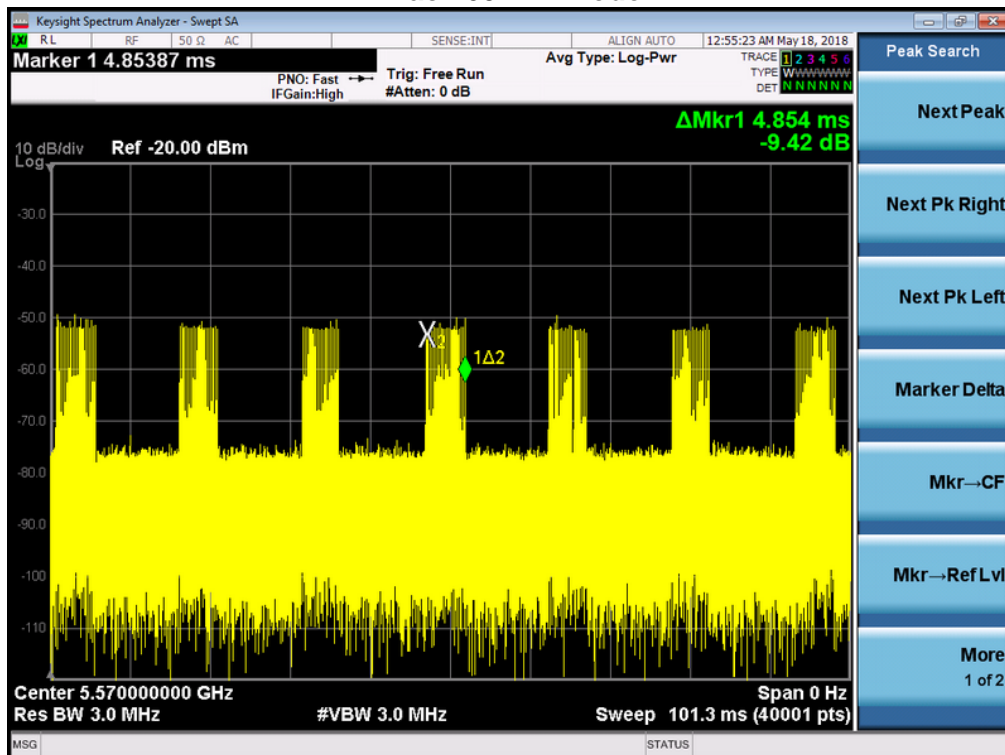 Keysight Spectrum Analyzer - Swept SA
LXI RL RF 50 Ω AC SENSE:INT ALIGN AUTO 12:55:23 AM May 18, 2018
Marker 1 4.85387 ms
PNO: Fast
IFGain:High
Trig: Free Run
#Atten: 0 dB
Avg Type: Log-Pwr
TRACE 1 2 3 4 5 6
TYPE W
DET N N N N N N
ΔMkr1 4.854 ms
-9.42 dB
10 dB/div Ref -20.00 dBm
Log
-30.0
-40.0
-50.0
-60.0
-70.0
-80.0
-90.0
-100
-110
X2
1Δ2
Center 5.570000000 GHz Span 0 Hz
Res BW 3.0 MHz #VBW 3.0 MHz Sweep 101.3 ms (40001 pts)
MSG STATUS
Peak Search
Next Peak
Next Pk Right
Next Pk Left
Marker Delta
Mkr→CF
Mkr→Ref Lvl
More
1 of 2